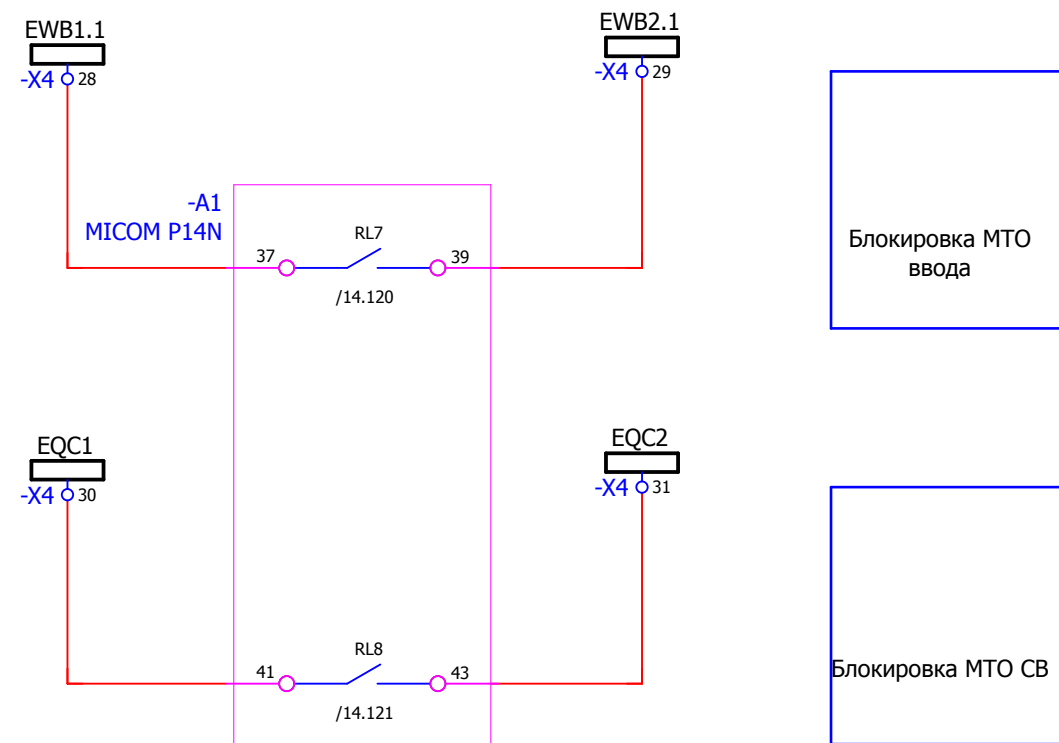 EWB1.1
-X4 28
EWB2.1
-X4 29
-A1
MICOM P14N
37 RL7 39
/14.120
Блокировка МТО
ввода
EQC1
-X4 30
EQC2
-X4 31
41 RL8 43
/14.121
Блокировка МТО СВ